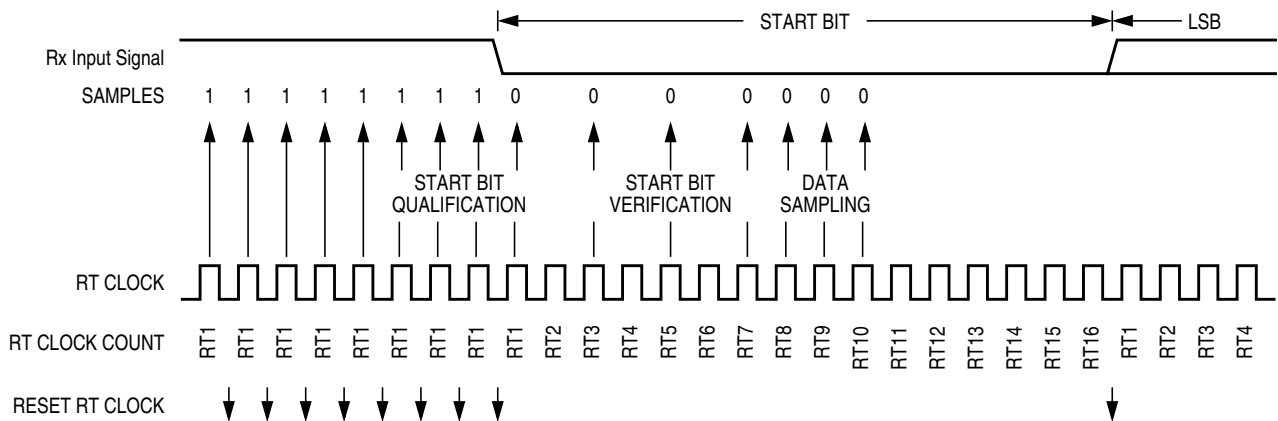 START BIT LSB
Rx Input Signal
SAMPLES 1 1 1 1 1 1 1 1 0 0 0 0 0 0 0
START BIT QUALIFICATION
START BIT VERIFICATION
DATA SAMPLING
RT CLOCK
RT CLOCK COUNT RT1 RT1 RT1 RT1 RT1 RT1 RT1 RT1 RT1 RT2 RT3 RT4 RT5 RT6 RT7 RT8 RT9 RT10 RT11 RT12 RT13 RT14 RT15 RT16 RT1 RT2 RT3 RT4
RESET RT CLOCK